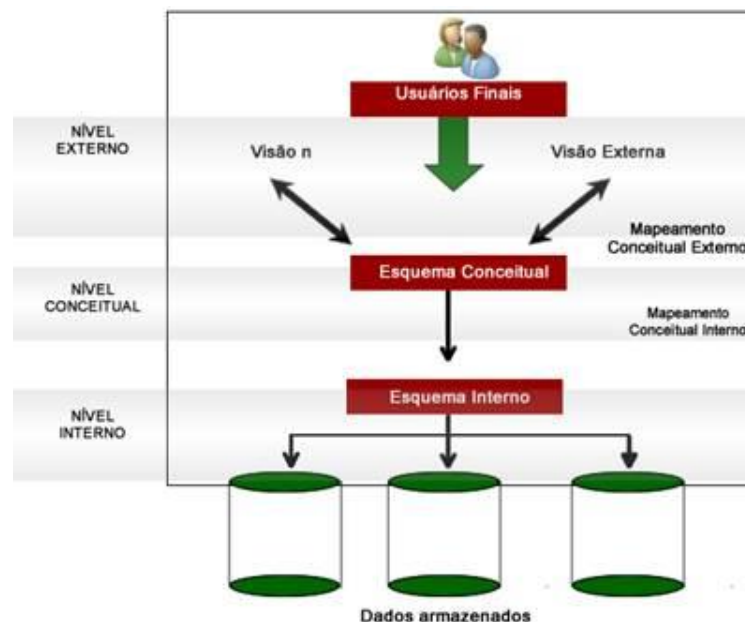 Usuários Finais
NÍVEL
EXTERNO
Visão n
Visão Externa
Mapeamento
Conceitual Externo
Esquema Conceitual
NÍVEL
CONCEITUAL
Mapeamento
Conceitual Interno
Esquema Interno
NÍVEL
INTERNO
Dados armazenados